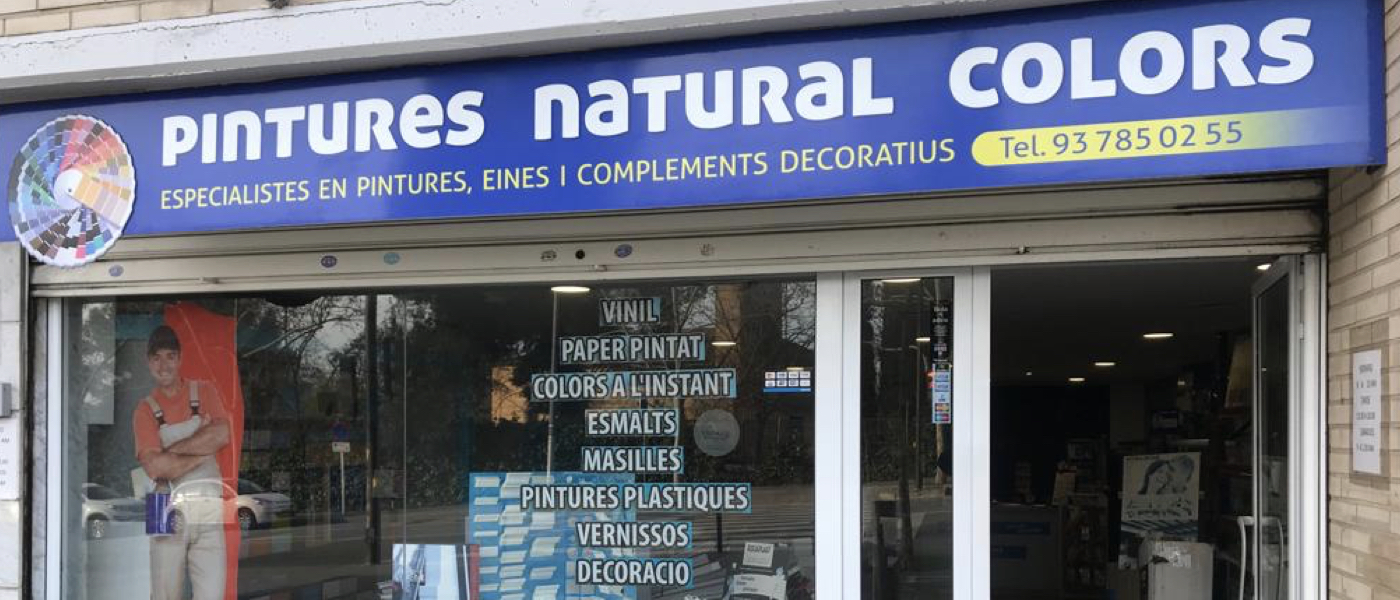 PINTURES NATURAL COLORS
ESPECIALISTES EN PINTURES, EINES I COMPLEMENTS DECORATIUS
Tel. 93 785 02 55
VINIL
PAPER PINTAT
COLORS A L'INSTANT
ESMALTS
MASILLES
PINTURES PLASTIQUES
VERNISSOS
DECORACIO